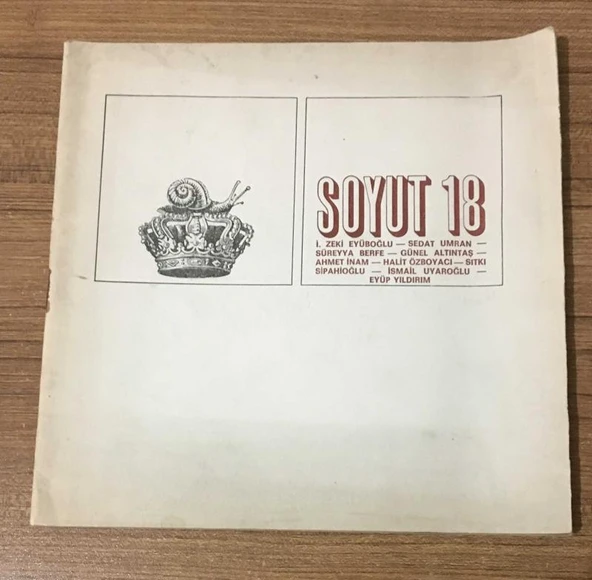 SOYUT 18
İ. ZEKİ EYÜBOĞLU — SEDAT UMRAN —
SÜREYYA BERFE — GÜNEL ALTINTAŞ —
AHMET İNAM — HALİT ÖZBOYACI — SITKI
SİPAHİOĞLU — İSMAİL UYAROĞLU —
EYÜP YILDIRIM